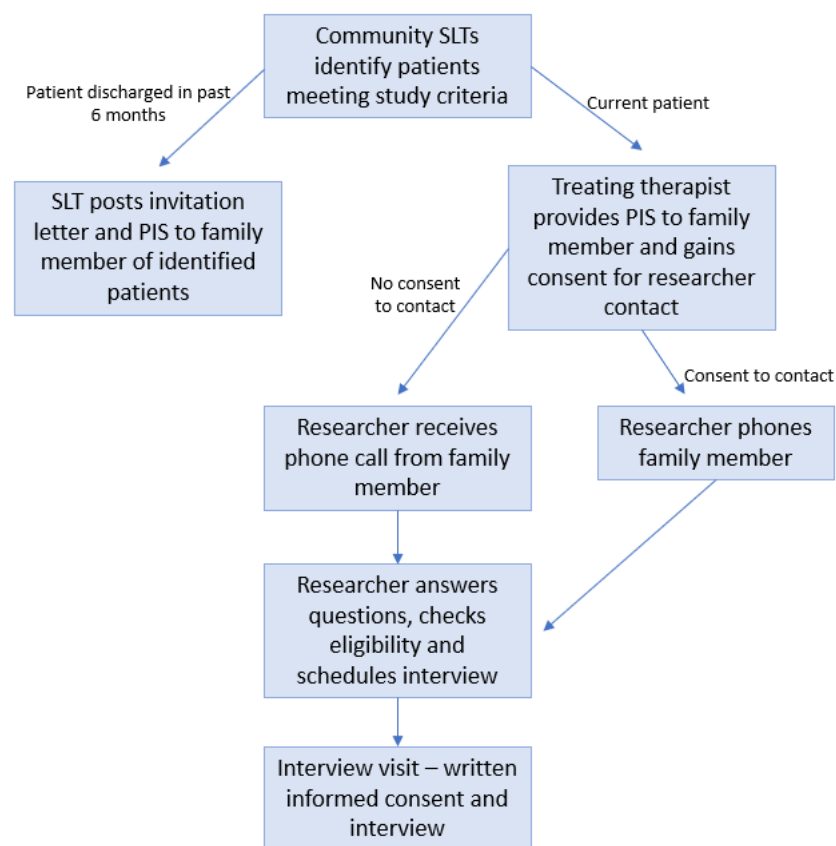 Community SLTs
identify patients
meeting study criteria
Patient discharged in past
6 months
Current patient
SLT posts invitation
letter and PIS to family
member of identified
patients
Treating therapist
provides PIS to family
member and gains
consent for researcher
contact
No consent
to contact
Consent to contact
Researcher receives
phone call from family
member
Researcher phones
family member
Researcher answers
questions, checks
eligibility and
schedules interview
Interview visit – written
informed consent and
interview